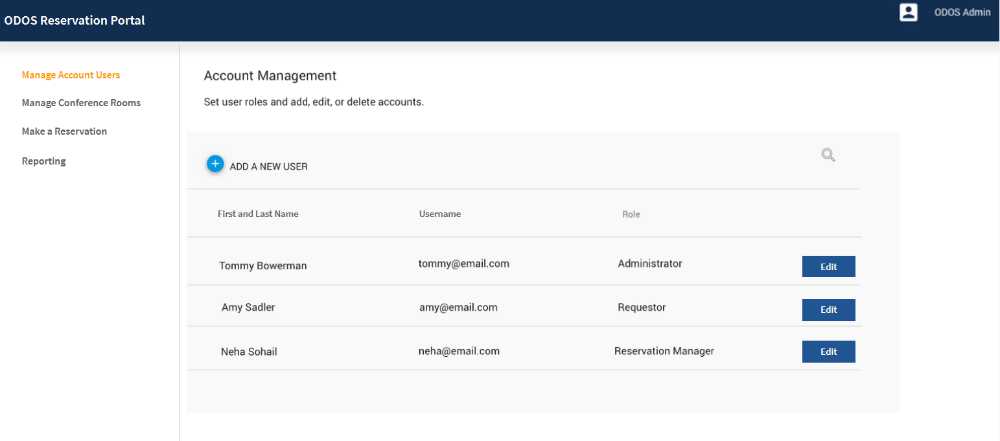 ODOS Reservation Portal
ODOS Admin
Manage Account Users
Manage Conference Rooms
Make a Reservation
Reporting
Account Management
Set user roles and add, edit, or delete accounts.
ADD A NEW USER
First and Last Name Username Role
Tommy Bowerman tommy@email.com Administrator Edit
Amy Sadler amy@email.com Requestor Edit
Neha Sohail neha@email.com Reservation Manager Edit